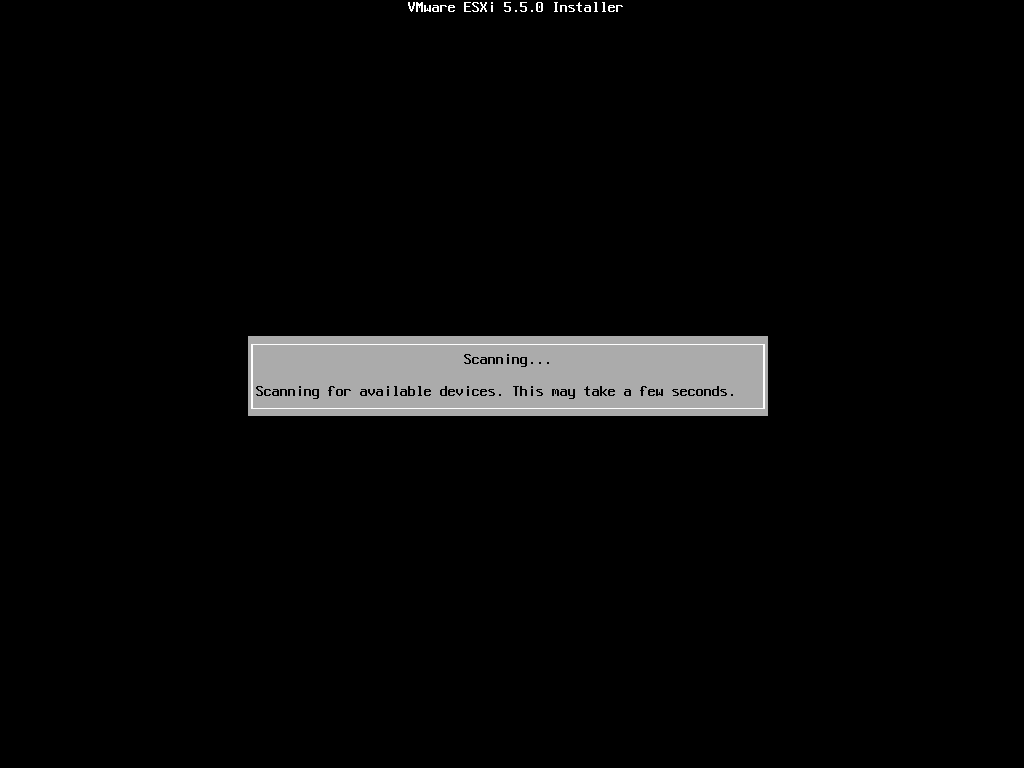 VMware ESXi 5.5.0 Installer
Scanning...
Scanning for available devices. This may take a few seconds.